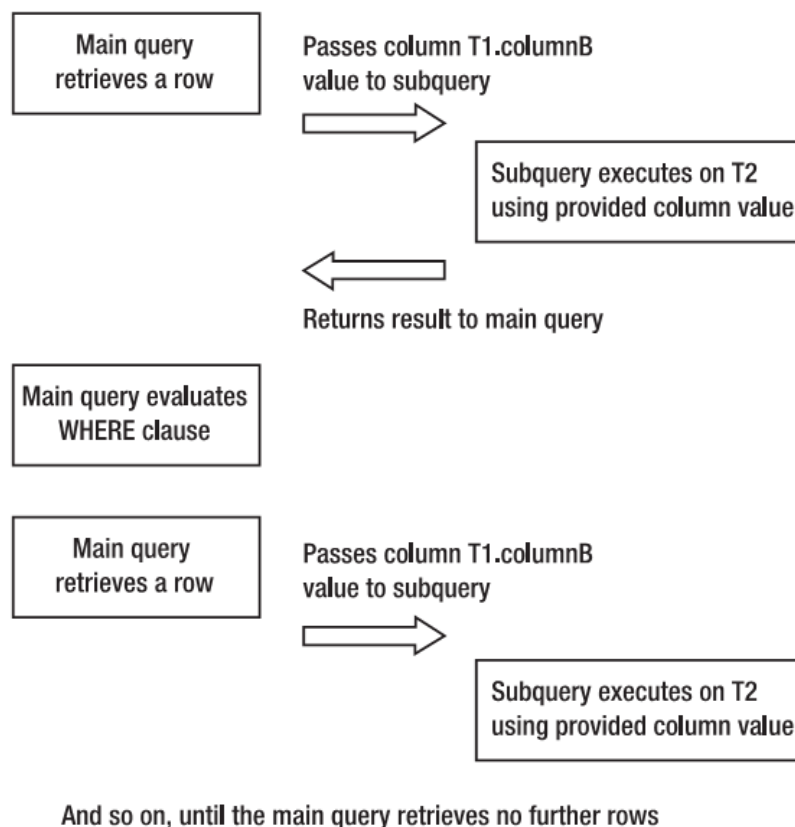 Main query
retrieves a row
Passes column T1.columnB
value to subquery
Subquery executes on T2
using provided column value
Returns result to main query
Main query evaluates
WHERE clause
Main query
retrieves a row
Passes column T1.columnB
value to subquery
Subquery executes on T2
using provided column value
And so on, until the main query retrieves no further rows